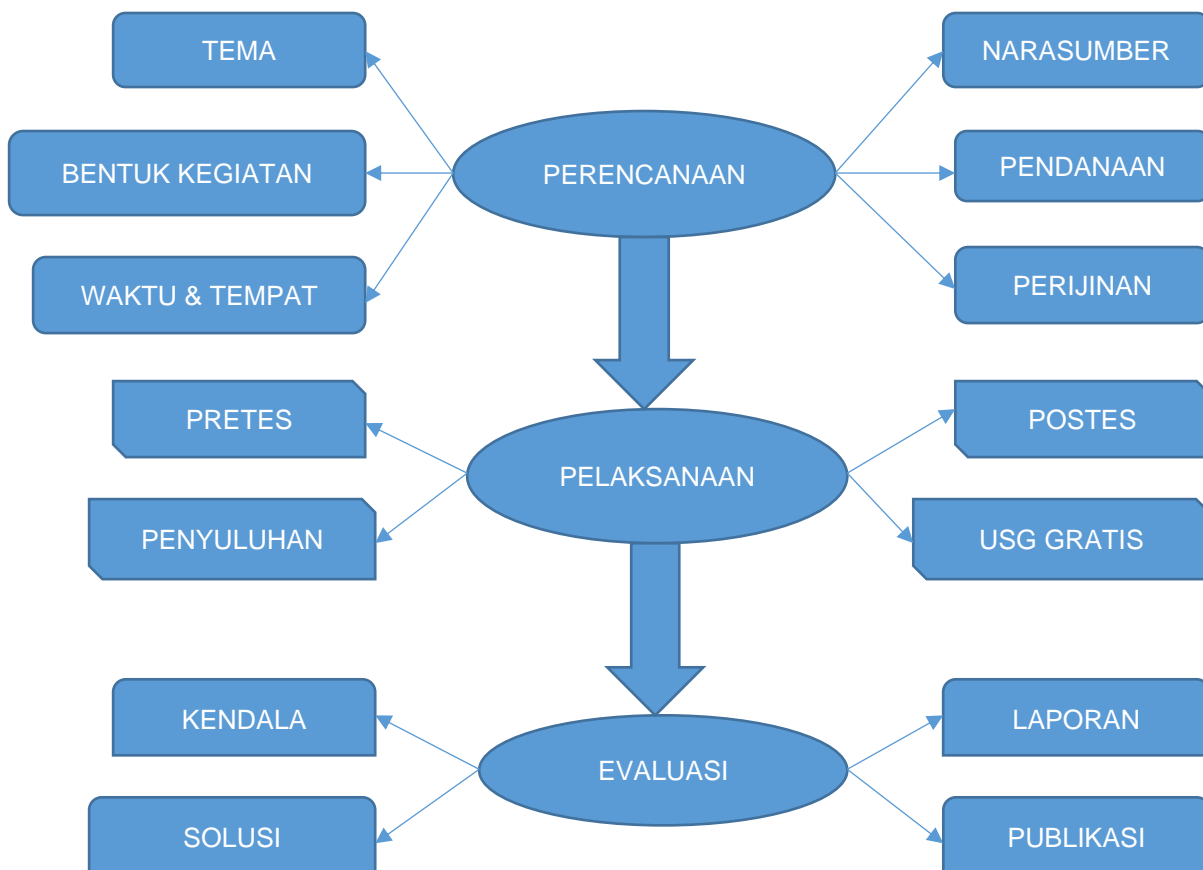 TEMA
NARASUMBER
BENTUK KEGIATAN
PERENCANAAN
PENDANAAN
WAKTU & TEMPAT
PERIJINAN
PRETES
POSTES
PELAKSANAAN
PENYULUHAN
USG GRATIS
KENDALA
LAPORAN
EVALUASI
SOLUSI
PUBLIKASI